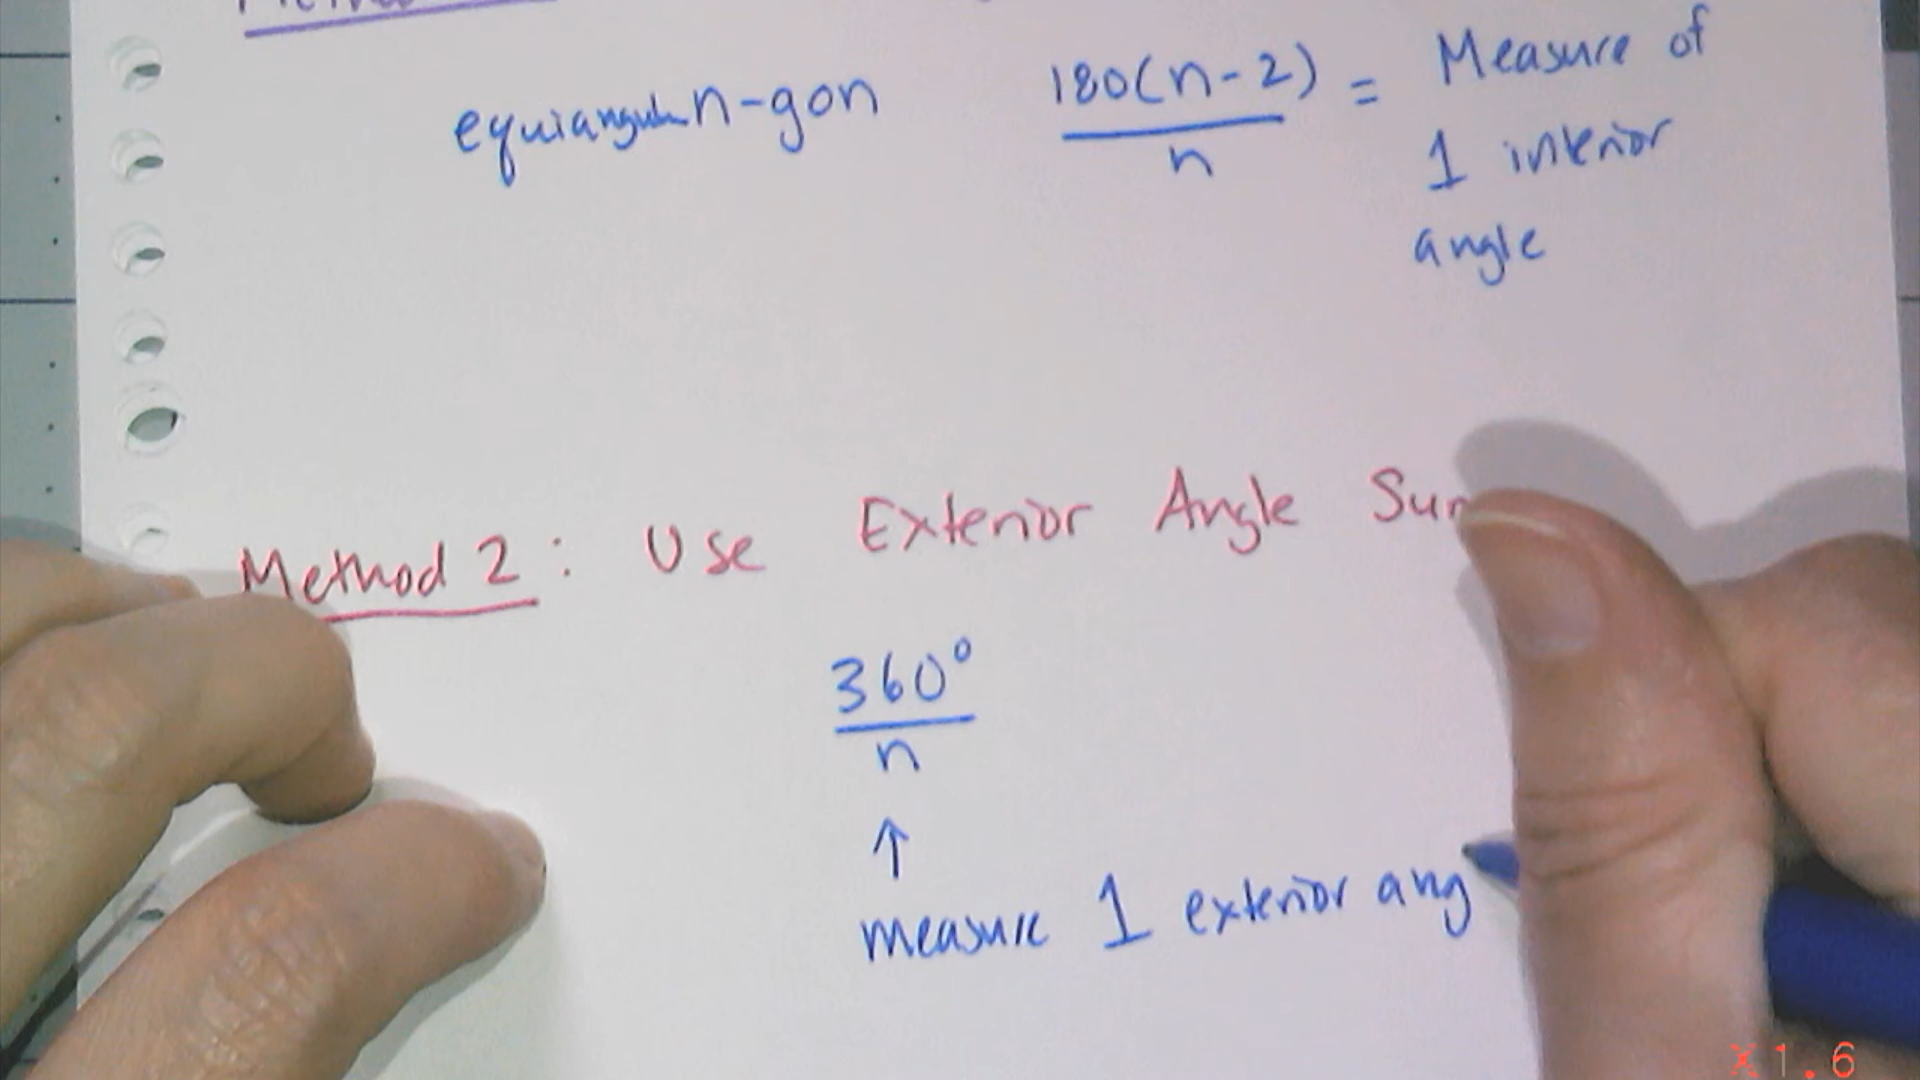 equiangular n-gon
180(n-2) = Measure of
n
1 interior
angle
Method 2: Use Exterior Angle
360°
n
↑
measure 1 exterior ang
x1.6